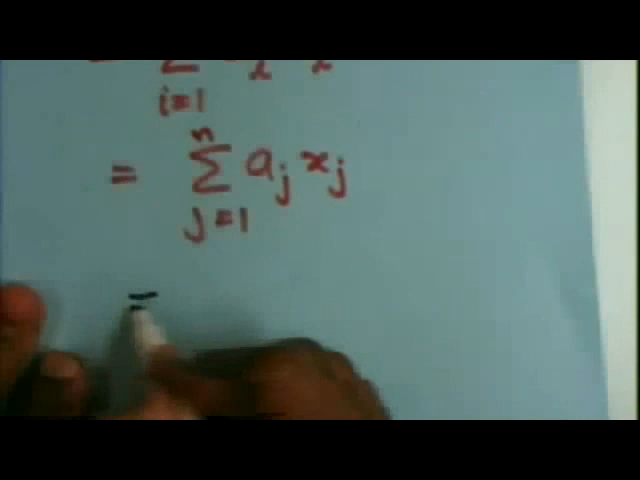 i=1
n
= Σ a_j x_j
j=1
=